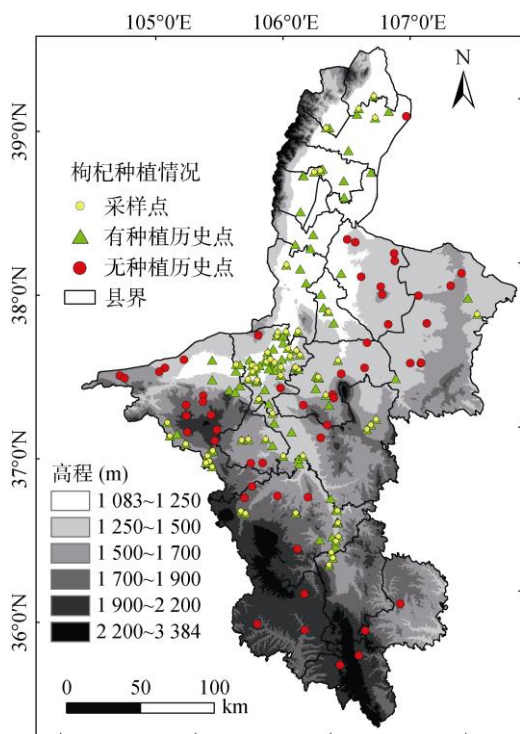 105°0′E
106°0′E
107°0′E
N
39°0′N
38°0′N
37°0′N
36°0′N
枸杞种植情况
采样点
有种植历史点
无种植历史点
县界
高程 (m)
1 083~1 250
1 250~1 500
1 500~1 700
1 700~1 900
1 900~2 200
2 200~3 384
0 50 100
km